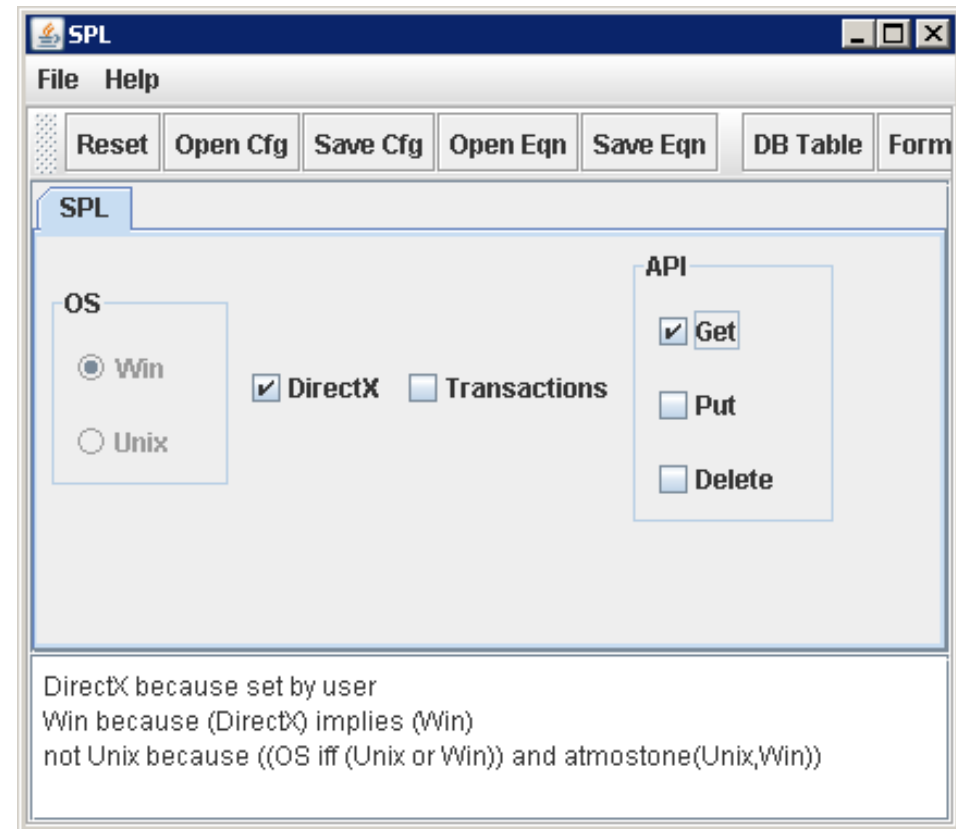 SPL
File Help
Reset Open Cfg Save Cfg Open Eqn Save Eqn DB Table Form
SPL
OS
Win
Unix
DirectX Transactions
API
Get
Put
Delete
DirectX because set by user
Win because (DirectX) implies (Win)
not Unix because ((OS iff (Unix or Win)) and atmostone(Unix,Win))